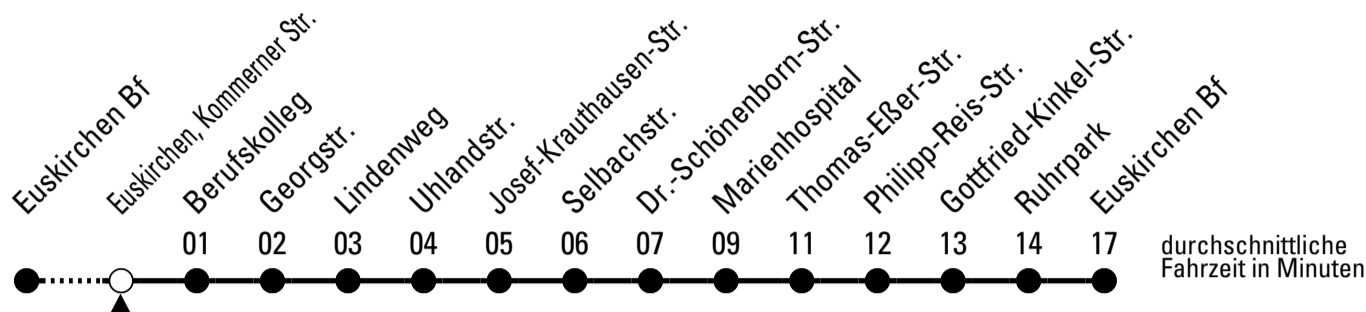 Euskirchen Bf
Euskirchen, Kommerner Str.
Berufskolleg
Georgstr.
Lindenweg
Uhlandstr.
Josef-Krauthausen-Str.
Selbachstr.
Dr.-Schönenborn-Str.
Marienhospital
Thomas-Eßer-Str.
Philipp-Reis-Str.
Gottfried-Kinkel-Str.
Ruhrpark
Euskirchen Bf
01 02 03 04 05 06 07 09 11 12 13 14 17
durchschnittliche
Fahrzeit in Minuten